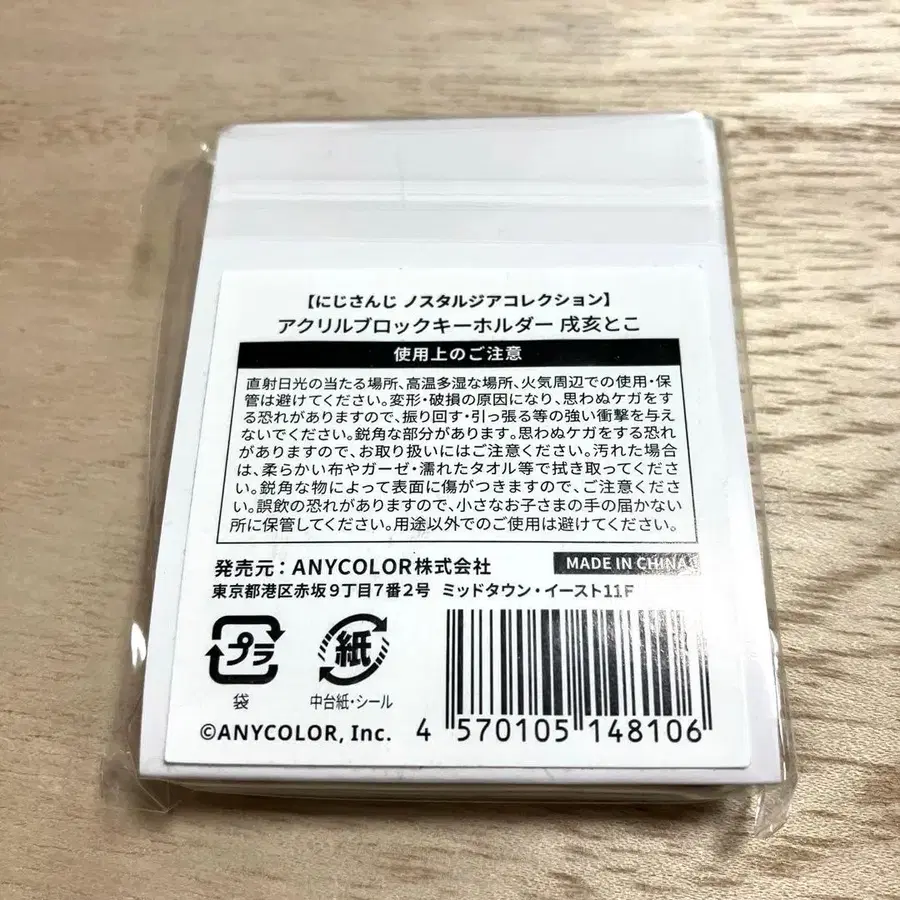 【にじさんじ ノスタルジアコレクション】
アクリルブロックキーホルダー 戌亥とこ
使用上のご注意
直射日光の当たる場所、高温多湿な場所、火気周辺での使用・保
管は避けてください。変形・破損の原因になり、思わぬケガをす
る恐れがありますので、振り回す・引っ張る等の強い衝撃を与え
ないでください。鋭角な部分があります。思わぬケガをする恐れ
がありますので、お取り扱いにはご注意ください。汚れた場合
は、柔らかい布やガーゼ・濡れたタオル等で拭き取ってくださ
い。鋭角な物によって表面に傷がつきますので、ご注意くださ
い。誤飲の恐れがありますので、小さなお子さまの手の届かない
所に保管してください。用途以外でのご使用は避けてください。
発売元：ANYCOLOR株式会社
MADE IN CHINA
東京都港区赤坂9丁目7番2号 ミッドタウン・イースト11F
プラ
袋
紙
中台紙・シール
©ANYCOLOR, Inc.
4 570105 148106